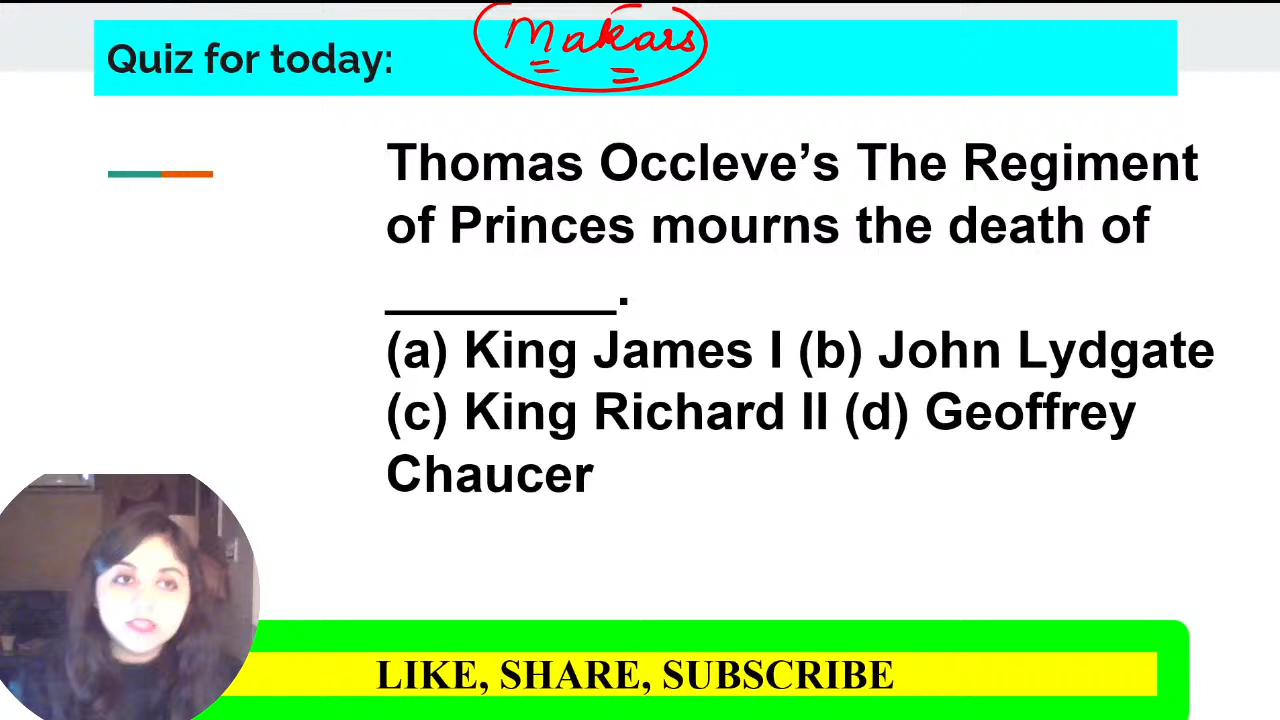 Makars
Quiz for today:
Thomas Occleve’s The Regiment
of Princes mourns the death of
________.
(a) King James I (b) John Lydgate
(c) King Richard II (d) Geoffrey
Chaucer
LIKE, SHARE, SUBSCRIBE